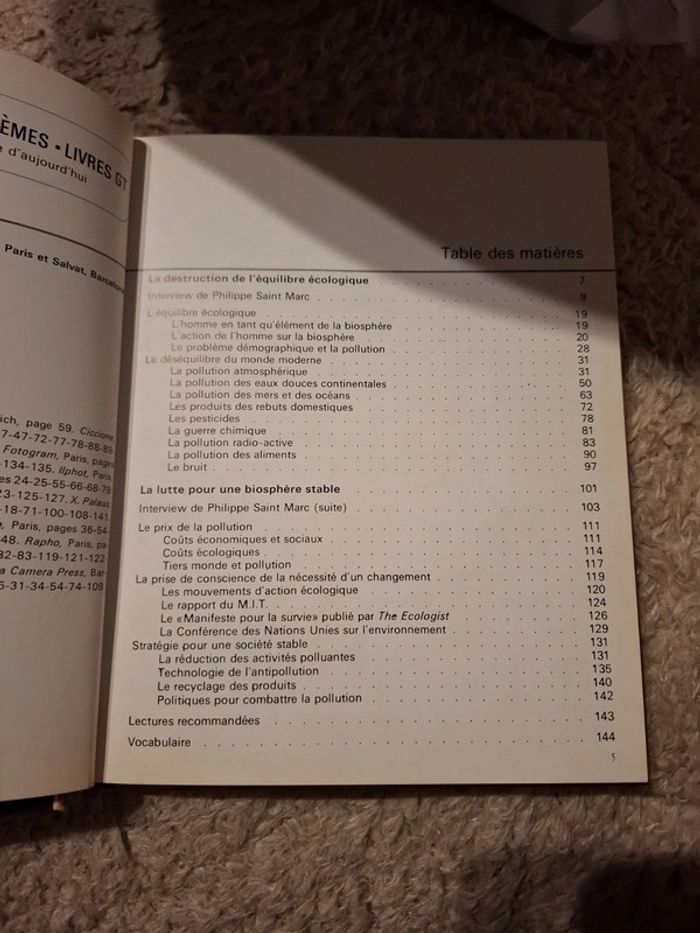 ÈMES • LIVRES GT
e d'aujourd'hui
Paris et Salvat, Barcelone
ich, page 59. Ciccione,
7-47-72-77-78-88-89-
Fotogram, Paris, pages
-134-135. Ilphot, Paris
es 24-25-55-66-68-79
23-125-127. X. Palaus
-18-71-100-108-141.
, Paris, pages 36-54-
48. Rapho, Paris, pa-
82-83-119-121-122-
a Camera Press, Bar-
5-31-34-54-74-109.
Table des matières
La destruction de l'équilibre écologique 7
Interview de Philippe Saint Marc 9
L'équilibre écologique 19
L'homme en tant qu'élément de la biosphère 19
L'action de l'homme sur la biosphère 20
Le problème démographique et la pollution 28
Le déséquilibre du monde moderne 31
La pollution atmosphérique 31
La pollution des eaux douces continentales 50
La pollution des mers et des océans 63
Les produits des rebuts domestiques 72
Les pesticides 78
La guerre chimique 81
La pollution radio-active 83
La pollution des aliments 90
Le bruit 97
La lutte pour une biosphère stable 101
Interview de Philippe Saint Marc (suite) 103
Le prix de la pollution 111
Coûts économiques et sociaux 111
Coûts écologiques 114
Tiers monde et pollution 117
La prise de conscience de la nécessité d'un changement 119
Les mouvements d'action écologique 120
Le rapport du M.I.T. 124
Le «Manifeste pour la survie» publié par The Ecologist 126
La Conférence des Nations Unies sur l'environnement 129
Stratégie pour une société stable 131
La réduction des activités polluantes 131
Technologie de l'antipollution 135
Le recyclage des produits 140
Politiques pour combattre la pollution 142
Lectures recommandées 143
Vocabulaire 144
5